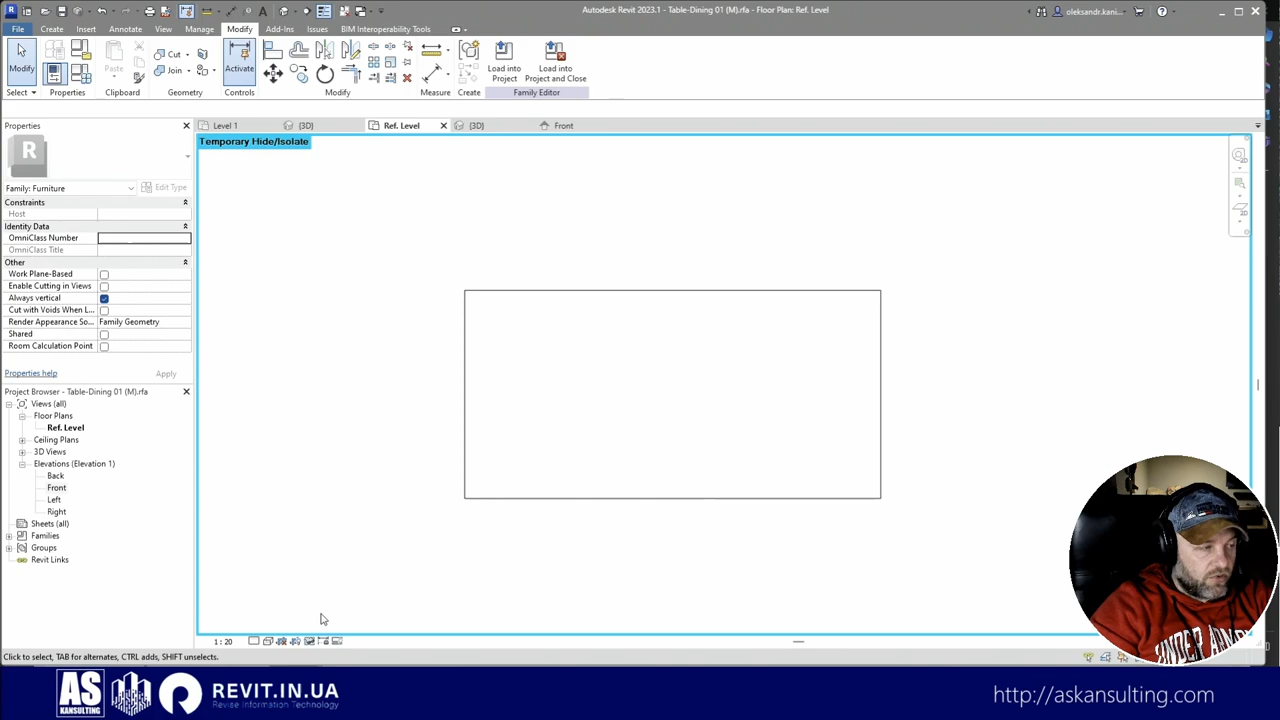 Autodesk Revit 2023.1 - Table-Dining 01 (M).rfa - Floor Plan: Ref. Level
oleksandr.kani...
File Create Insert Annotate View Manage Modify Add-Ins Issues BIM Interoperability Tools
Modify
Paste
Cut
Join
Activate
Load into
Project
Load into
Project and Close
Select Properties Clipboard Geometry Controls Modify Measure Create Family Editor
Properties
Level 1 {3D} Ref. Level {3D} Front
Temporary Hide/Isolate
R
Family: Furniture Edit Type
Constraints
Host
Identity Data
OmniClass Number
OmniClass Title
Other
Work Plane-Based
Enable Cutting in Views
Always vertical
Cut with Voids When L...
Render Appearance So... Family Geometry
Shared
Room Calculation Point
Properties help Apply
Project Browser - Table-Dining 01 (M).rfa
Views (all)
Floor Plans
Ref. Level
Ceiling Plans
3D Views
Elevations (Elevation 1)
Back
Front
Left
Right
Sheets (all)
Families
Groups
Revit Links
1 : 20
Click to select, TAB for alternates, CTRL adds, SHIFT unselects.
UNDER ARMOUR
AS
KANSULTING
REVIT.IN.UA
Revise Information Technology
http://askansulting.com